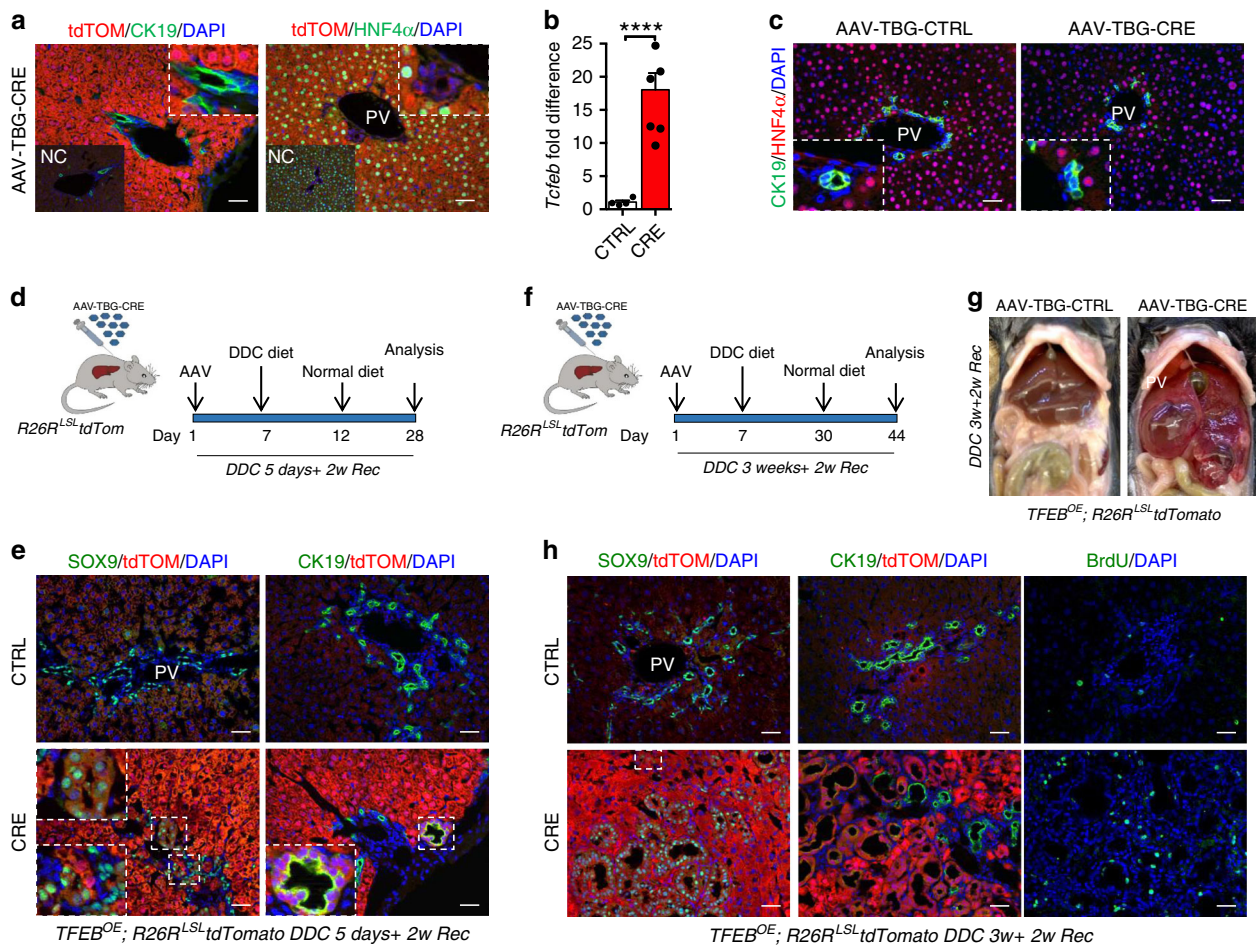 a
tdTOM/CK19/DAPI
tdTOM/HNF4α/DAPI
AAV-TBG-CRE
NC
PV
NC
b
****
Tcfeb fold difference
25
20
15
10
5
0
CTRL
CRE
c
AAV-TBG-CTRL
AAV-TBG-CRE
CK19/HNF4α/DAPI
PV
PV
d
AAV-TBG-CRE
R26R^LSL tdTom
AAV
DDC diet
Normal diet
Analysis
Day
1
7
12
28
DDC 5 days+ 2w Rec
f
AAV-TBG-CRE
R26R^LSL tdTom
AAV
DDC diet
Normal diet
Analysis
Day
1
7
30
44
DDC 3 weeks+ 2w Rec
g
AAV-TBG-CTRL
AAV-TBG-CRE
DDC 3w+2w Rec
PV
TFEB^OE; R26R^LSL tdTomato
e
SOX9/tdTOM/DAPI
CK19/tdTOM/DAPI
CTRL
PV
CRE
TFEB^OE; R26R^LSL tdTomato DDC 5 days+ 2w Rec
h
SOX9/tdTOM/DAPI
CK19/tdTOM/DAPI
BrdU/DAPI
CTRL
PV
CRE
TFEB^OE; R26R^LSL tdTomato DDC 3w+ 2w Rec